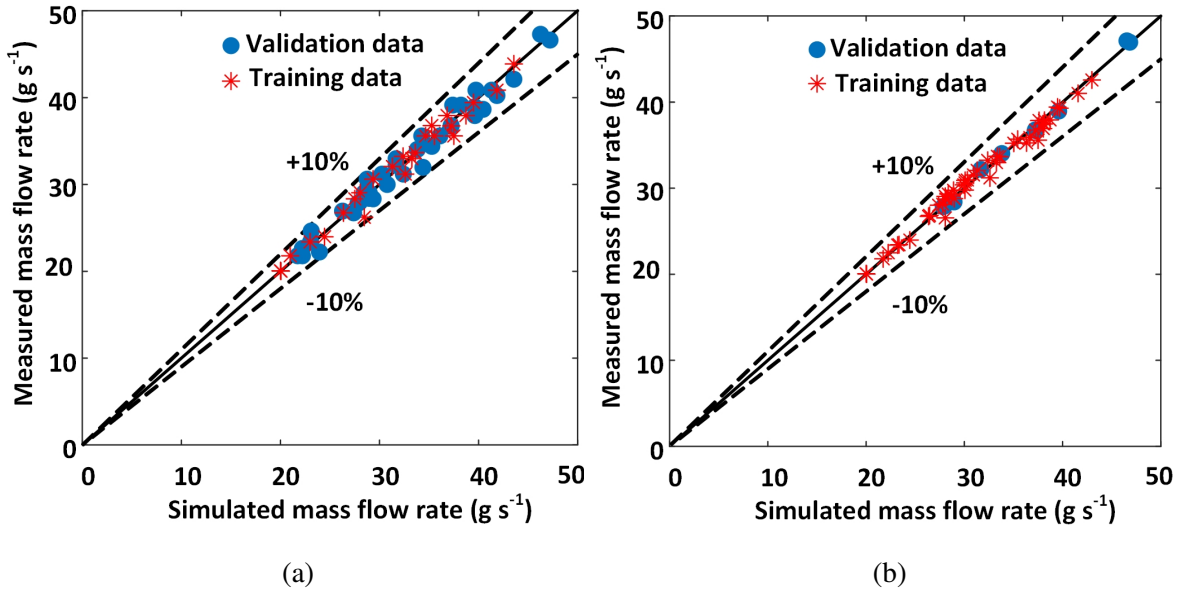 50
40
30
20
10
0
Measured mass flow rate (g s⁻¹)
Validation data
Training data
+10%
-10%
0 10 20 30 40 50
Simulated mass flow rate (g s⁻¹)
(a)
50
40
30
20
10
0
Measured mass flow rate (g s⁻¹)
Validation data
Training data
+10%
-10%
0 10 20 30 40 50
Simulated mass flow rate (g s⁻¹)
(b)